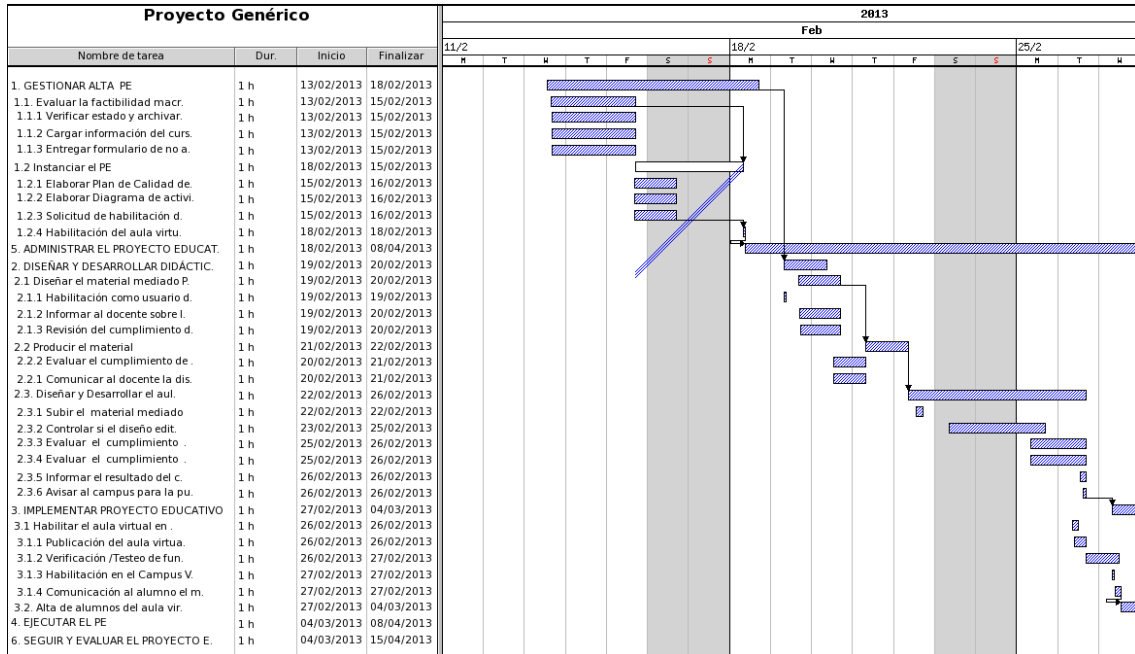 Proyecto Genérico
2013
Feb
11/2 18/2 25/2
Nombre de tarea Dur. Inicio Finalizar
M T W T F S S M T W T F S S M T W
1. GESTIONAR ALTA PE 1 h 13/02/2013 18/02/2013
1.1. Evaluar la factibilidad macr. 1 h 13/02/2013 15/02/2013
1.1.1 Verificar estado y archivar. 1 h 13/02/2013 15/02/2013
1.1.2 Cargar información del curs. 1 h 13/02/2013 15/02/2013
1.1.3 Entregar formulario de no a. 1 h 13/02/2013 15/02/2013
1.2 Instanciar el PE 1 h 18/02/2013 15/02/2013
1.2.1 Elaborar Plan de Calidad de. 1 h 15/02/2013 16/02/2013
1.2.2 Elaborar Diagrama de activi. 1 h 15/02/2013 16/02/2013
1.2.3 Solicitud de habilitación d. 1 h 15/02/2013 16/02/2013
1.2.4 Habilitación del aula virtu. 1 h 18/02/2013 18/02/2013
5. ADMINISTRAR EL PROYECTO EDUCAT. 1 h 18/02/2013 08/04/2013
2. DISEÑAR Y DESARROLLAR DIDÁCTIC. 1 h 19/02/2013 20/02/2013
2.1 Diseñar el material mediado P. 1 h 19/02/2013 20/02/2013
2.1.1 Habilitación como usuario d. 1 h 19/02/2013 19/02/2013
2.1.2 Informar al docente sobre l. 1 h 19/02/2013 20/02/2013
2.1.3 Revisión del cumplimiento d. 1 h 19/02/2013 20/02/2013
2.2 Producir el material 1 h 21/02/2013 22/02/2013
2.2.2 Evaluar el cumplimiento de . 1 h 20/02/2013 21/02/2013
2.2.1 Comunicar al docente la dis. 1 h 20/02/2013 21/02/2013
2.3. Diseñar y Desarrollar el aul. 1 h 22/02/2013 26/02/2013
2.3.1 Subir el material mediado 1 h 22/02/2013 22/02/2013
2.3.2 Controlar si el diseño edit. 1 h 23/02/2013 25/02/2013
2.3.3 Evaluar el cumplimiento . 1 h 25/02/2013 26/02/2013
2.3.4 Evaluar el cumplimiento . 1 h 25/02/2013 26/02/2013
2.3.5 Informar el resultado del c. 1 h 26/02/2013 26/02/2013
2.3.6 Avisar al campus para la pu. 1 h 26/02/2013 26/02/2013
3. IMPLEMENTAR PROYECTO EDUCATIVO 1 h 27/02/2013 04/03/2013
3.1 Habilitar el aula virtual en . 1 h 26/02/2013 26/02/2013
3.1.1 Publicación del aula virtua. 1 h 26/02/2013 26/02/2013
3.1.2 Verificación /Testeo de fun. 1 h 26/02/2013 27/02/2013
3.1.3 Habilitación en el Campus V. 1 h 27/02/2013 27/02/2013
3.1.4 Comunicación al alumno el m. 1 h 27/02/2013 27/02/2013
3.2. Alta de alumnos del aula vir. 1 h 27/02/2013 04/03/2013
4. EJECUTAR EL PE 1 h 04/03/2013 08/04/2013
6. SEGUIR Y EVALUAR EL PROYECTO E. 1 h 04/03/2013 15/04/2013